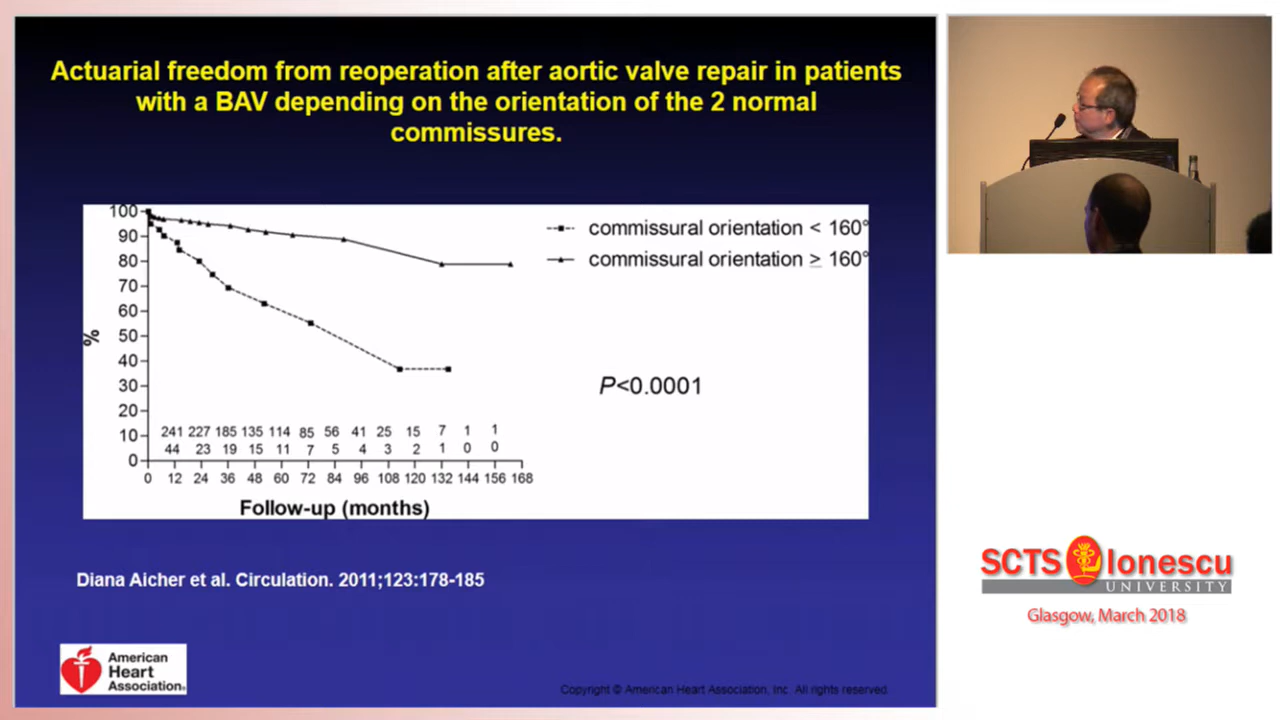 Actuarial freedom from reoperation after aortic valve repair in patients
with a BAV depending on the orientation of the 2 normal
commissures.
100
90
80
70
60
50
40
30
20
10
0
%
commissural orientation < 160°
commissural orientation ≥ 160°
P<0.0001
241 227 185 135 114 85 56 41 25 15 7 1 1
44 23 19 15 11 7 5 4 3 2 1 0 0
0 12 24 36 48 60 72 84 96 108 120 132 144 156 168
Follow-up (months)
Diana Aicher et al. Circulation. 2011;123:178-185
American
Heart
Association®
Copyright © American Heart Association, Inc. All rights reserved.
SCTS Ionescu
UNIVERSITY
Glasgow, March 2018